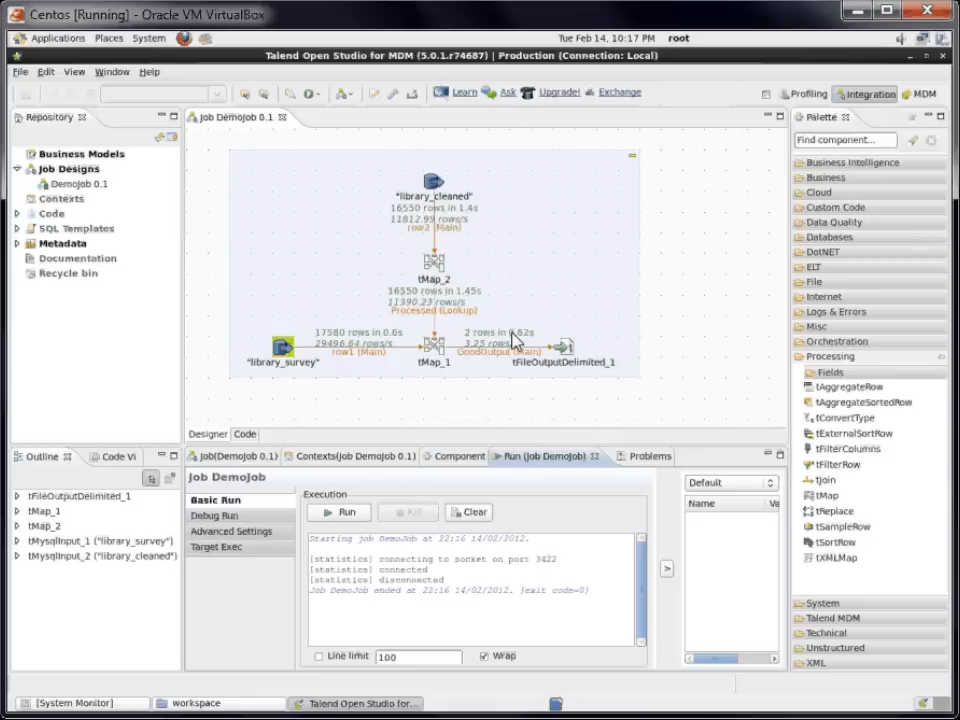 Centos [Running] - Oracle VM VirtualBox
Applications Places System Tue Feb 14, 10:17 PM root
Talend Open Studio for MDM (5.0.1.r74687) | Production (Connection: Local)
File Edit View Window Help
Learn Ask Upgrade! Exchange Profiling Integration MDM
Repository
Business Models
Job Designs
DemoJob 0.1
Contexts
Code
SQL Templates
Metadata
Documentation
Recycle bin
Job DemoJob 0.1
"library_cleaned"
16550 rows in 1.4s
11812.99 rows/s
row2 (Main)
tMap_2
16550 rows in 1.45s
11390.23 rows/s
Processed (Lookup)
17580 rows in 0.6s
29496.64 rows/s
row1 (Main)
2 rows in 0.62s
3.25 rows
GoodOutput (Main)
"library_survey"
tMap_1
tFileOutputDelimited_1
Designer Code
Palette
Find component...
Business Intelligence
Business
Cloud
Custom Code
Data Quality
Databases
DotNET
ELT
File
Internet
Logs & Errors
Misc
Orchestration
Processing
Fields
tAggregateRow
tAggregateSortedRow
tConvertType
tExternalSortRow
tFilterColumns
tFilterRow
tJoin
tMap
tReplace
tSampleRow
tSortRow
tXMLMap
System
Talend MDM
Technical
Unstructured
XML
Outline Code Vi
tFileOutputDelimited_1
tMap_1
tMap_2
tMysqlInput_1 ("library_survey")
tMysqlInput_2 ("library_cleaned")
Job(DemoJob 0.1) Contexts(Job DemoJob 0.1) Component Run (Job DemoJob) Problems
Job DemoJob
Basic Run
Debug Run
Advanced Settings
Target Exec
Execution
Run Kill Clear
Starting job DemoJob at 22:16 14/02/2012.
[statistics] connecting to socket on port 3422
[statistics] connected
[statistics] disconnected
Job DemoJob ended at 22:16 14/02/2012. [exit code=0]
Line limit 100 Wrap
>
Default
Name Va
[System Monitor] workspace Talend Open Studio for...